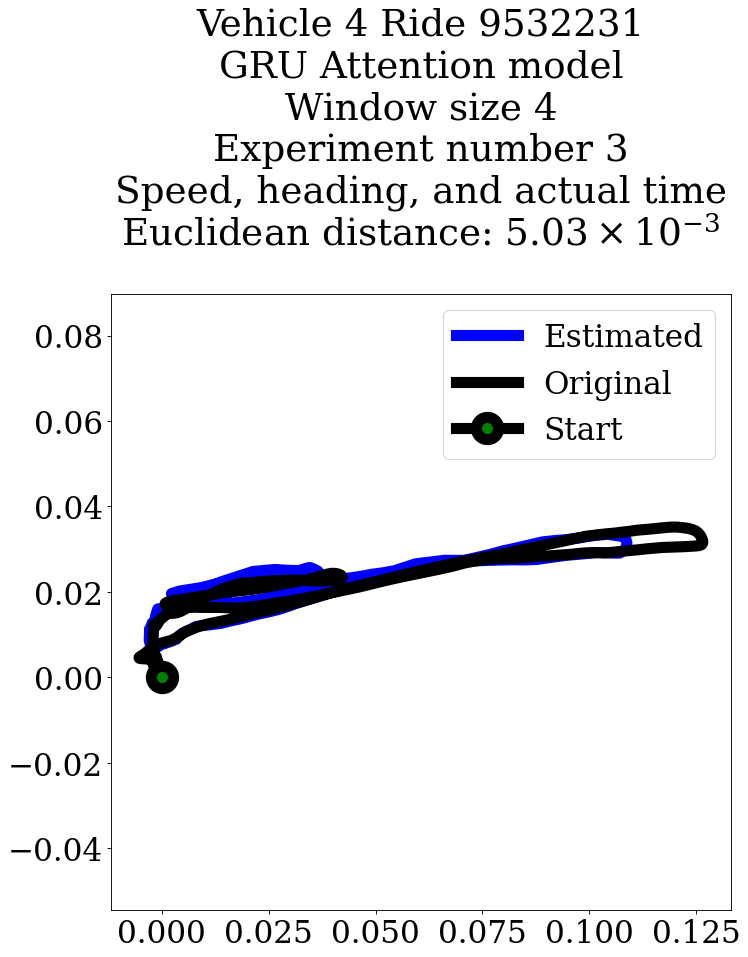 Vehicle 4 Ride 9532231
GRU Attention model
Window size 4
Experiment number 3
Speed, heading, and actual time
Euclidean distance: 5.03 × 10⁻³
Estimated
Original
Start
0.08
0.06
0.04
0.02
0.00
−0.02
−0.04
0.000 0.025 0.050 0.075 0.100 0.125